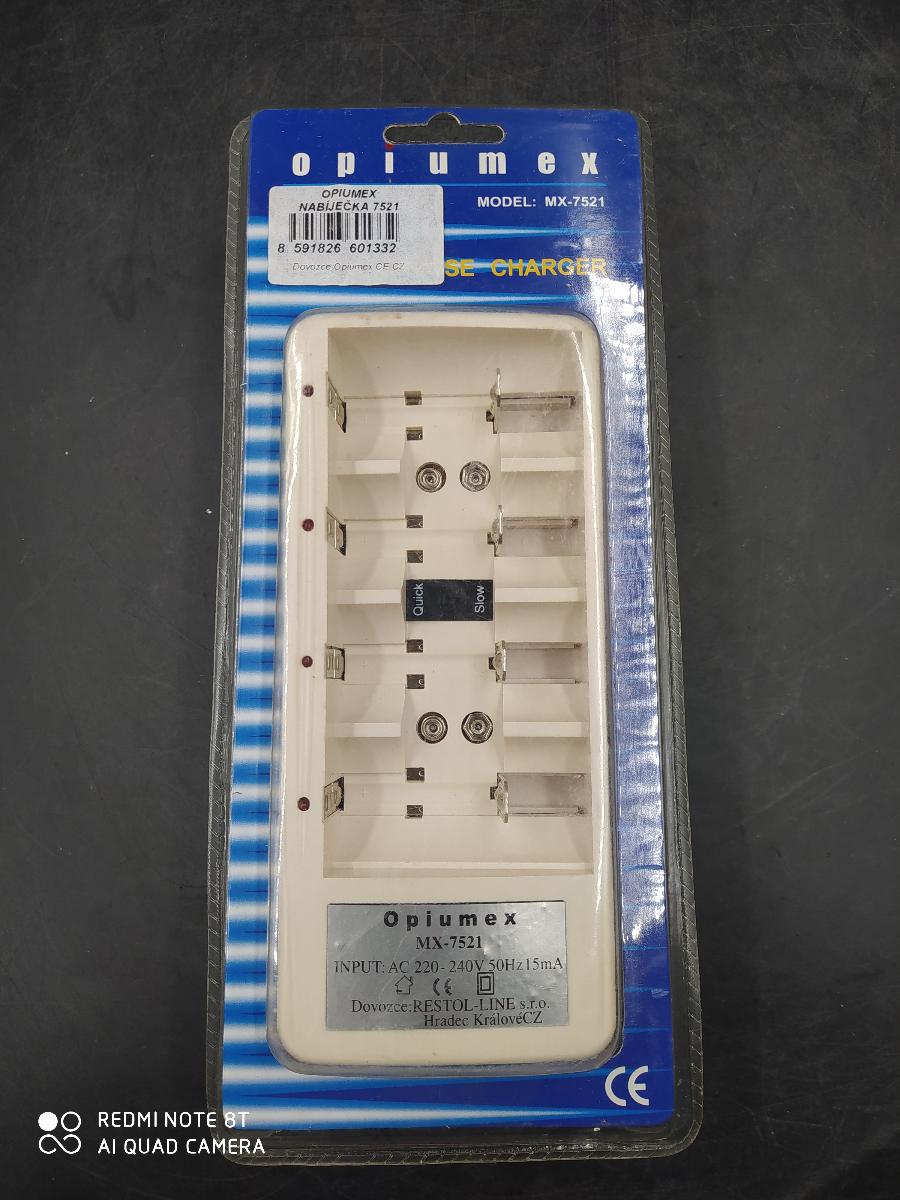 opiumex
OPIUMEX
NABÍJEČKA 7521
8 591826 601332
Dovozce Opiumex CE CZ
MODEL: MX-7521
SE CHARGER
Quick
Slow
Opiumex
MX-7521
INPUT: AC 220-240V 50Hz15mA
CE
Dovozce:RESTOL-LINE s.r.o.
Hradec KrálovéCZ
CE
REDMI NOTE 8T
AI QUAD CAMERA